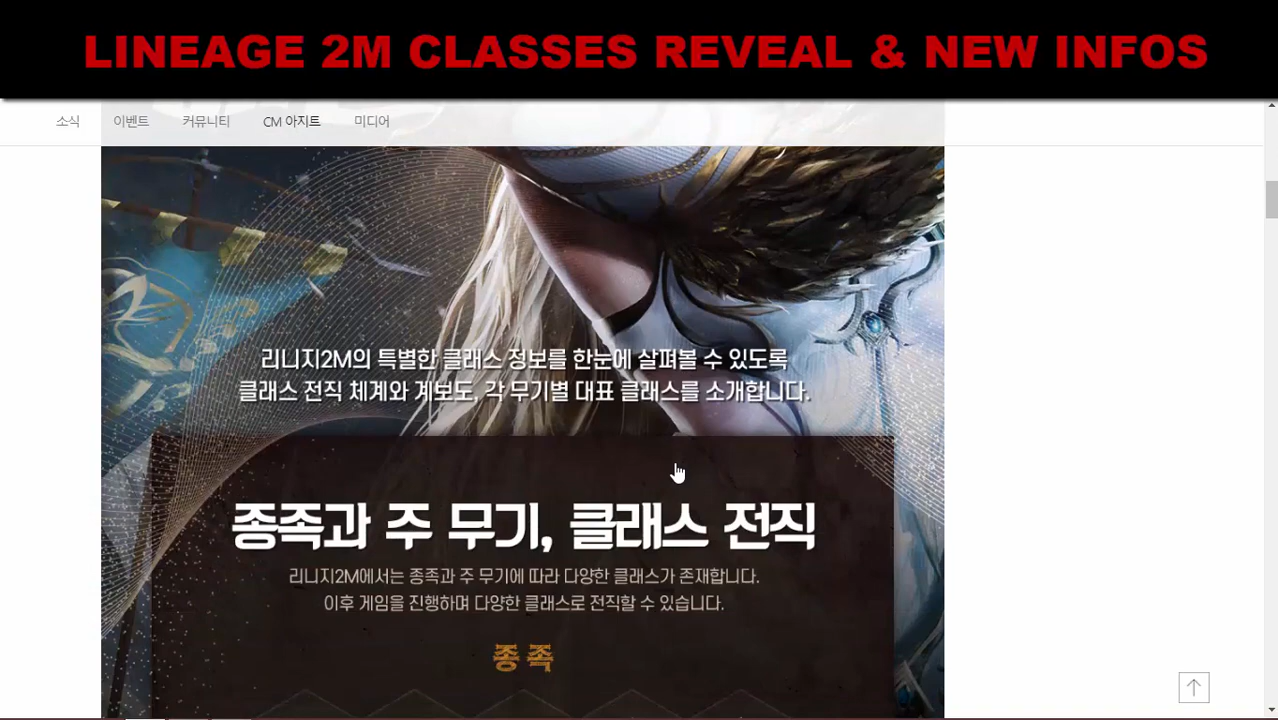 LINEAGE 2M CLASSES REVEAL & NEW INFOS
소식 이벤트 커뮤니티 CM 아지트 미디어
리니지2M의 특별한 클래스 정보를 한눈에 살펴볼 수 있도록
클래스 전직 체계와 계보도, 각 무기별 대표 클래스를 소개합니다.
종족과 주 무기, 클래스 전직
리니지2M에서는 종족과 주 무기에 따라 다양한 클래스가 존재합니다.
이후 게임을 진행하며 다양한 클래스로 전직할 수 있습니다.
종족